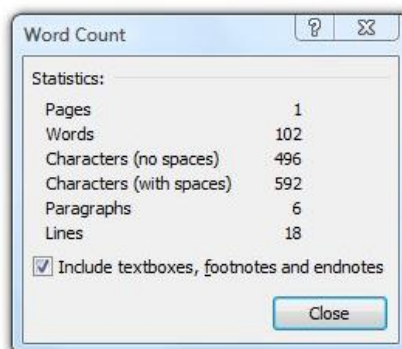 Word Count
Statistics:
Pages 1
Words 102
Characters (no spaces) 496
Characters (with spaces) 592
Paragraphs 6
Lines 18
Include textboxes, footnotes and endnotes
Close